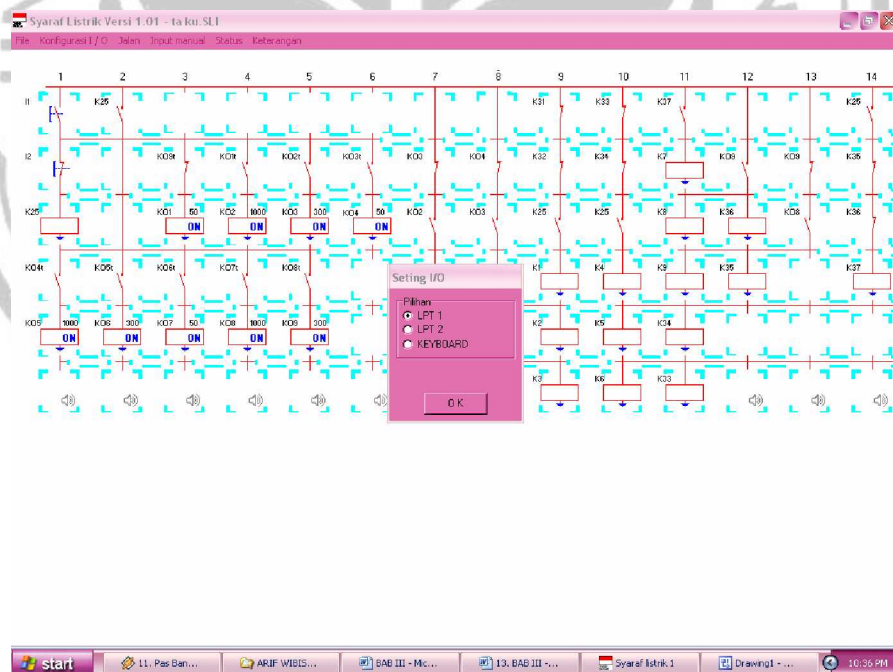 Syaraf Listrik Versi 1.01 - ta ku.SLI
File Konfigurasi I / O Jalan Input manual Status Keterangan
1 2 3 4 5 6 7 8 9 10 11 12 13 14
I1 K25 K31 K33 K37 K25
I2 KO9t KO1t KO2t KO3t KO3 KO4 K32 K34 K7 KO9 KO9 K35
K25 KO1 50 KO2 1000 KO3 300 KO4 50 KO2 KO3 K25 K25 K8 K36 KO8 K36
ON ON ON ON
KO4t KO5t KO6t KO7t KO8t K1 K4 K9 K35 K37
KO5 1000 KO6 300 KO7 50 KO8 1000 KO9 300 K2 K5 K34
ON ON ON ON ON
K3 K6 K33
Seting I/O
Pilihan
LPT 1
LPT 2
KEYBOARD
O K
start 11. Pas Ban... ARIF WIBIS... BAB III - Mic... 13. BAB III -... Syaraf listrik 1 Drawing1 - ... 10:36 PM